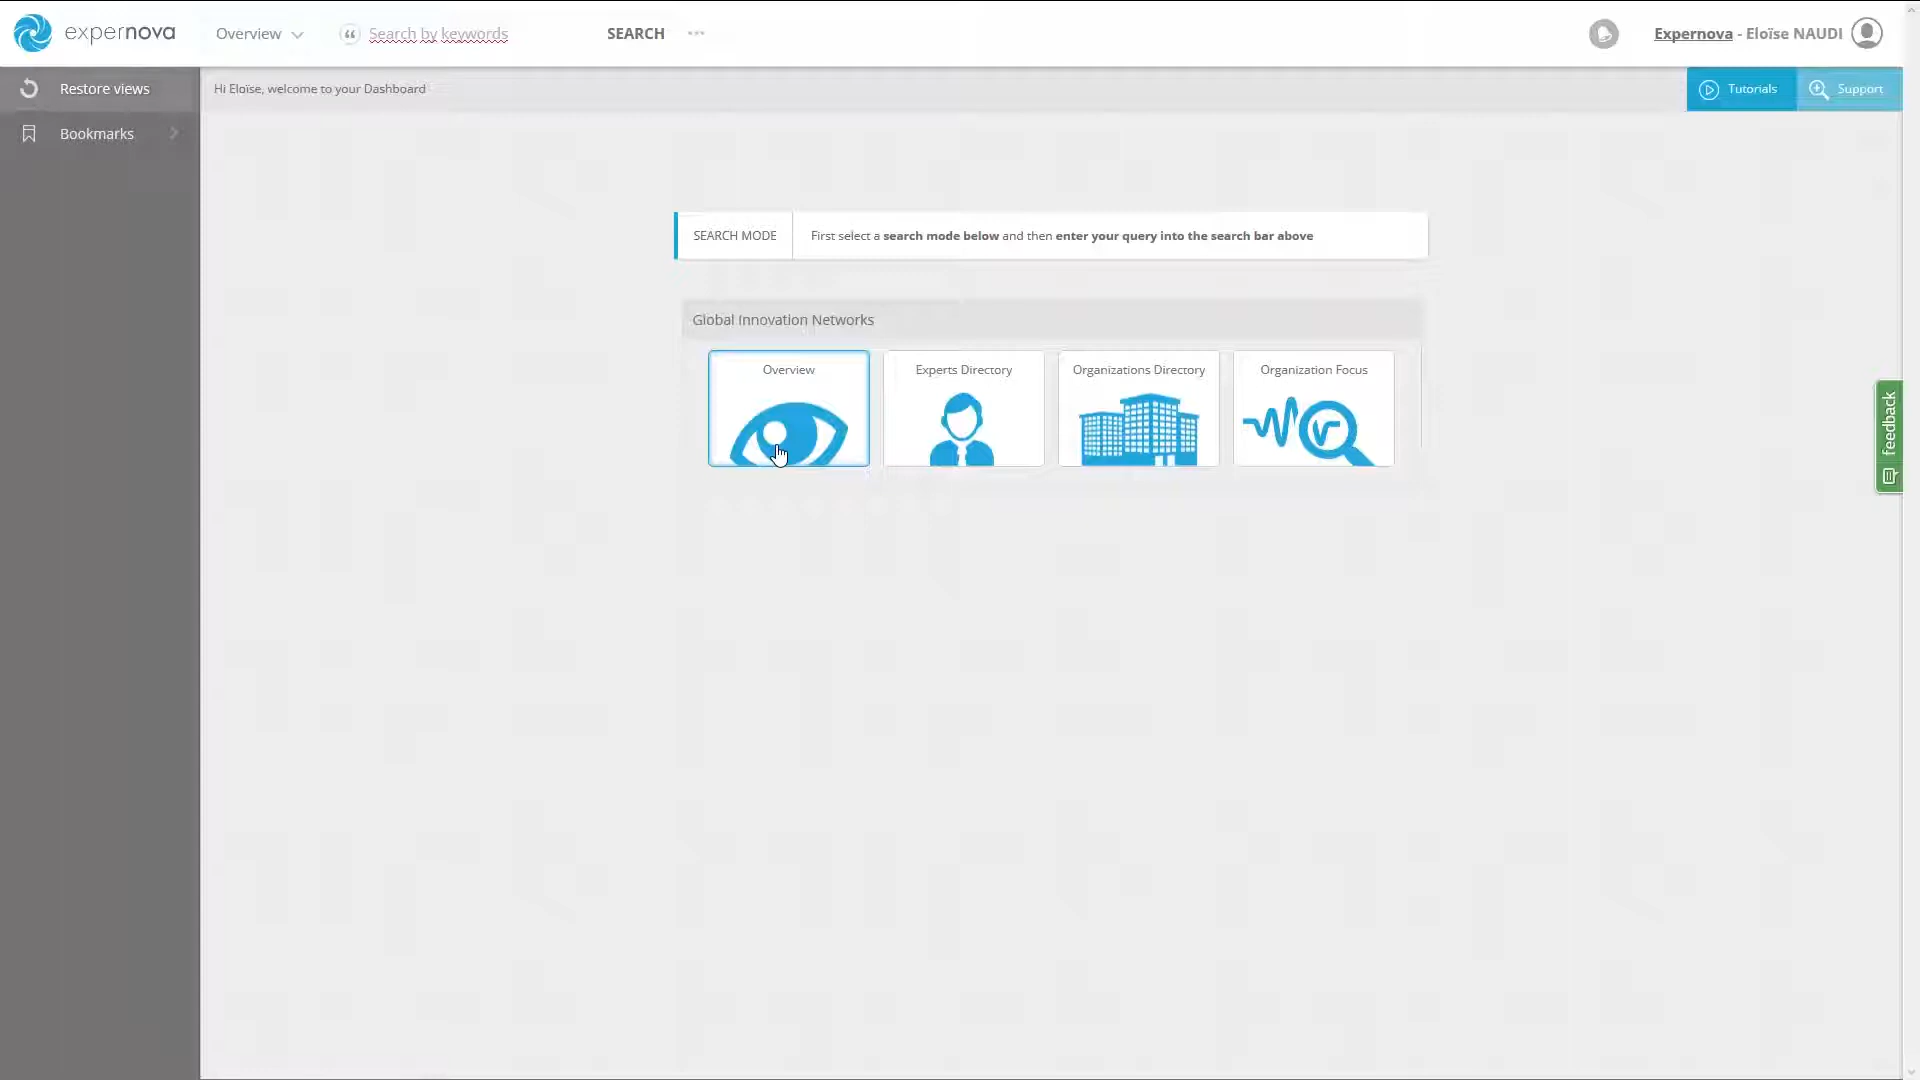 expernova
Overview
Search by keywords
SEARCH
Expernova - Eloïse NAUDI
Restore views
Bookmarks
Hi Eloïse, welcome to your Dashboard
Tutorials
Support
SEARCH MODE
First select a search mode below and then enter your query into the search bar above
Global Innovation Networks
Overview
Experts Directory
Organizations Directory
Organization Focus
feedback